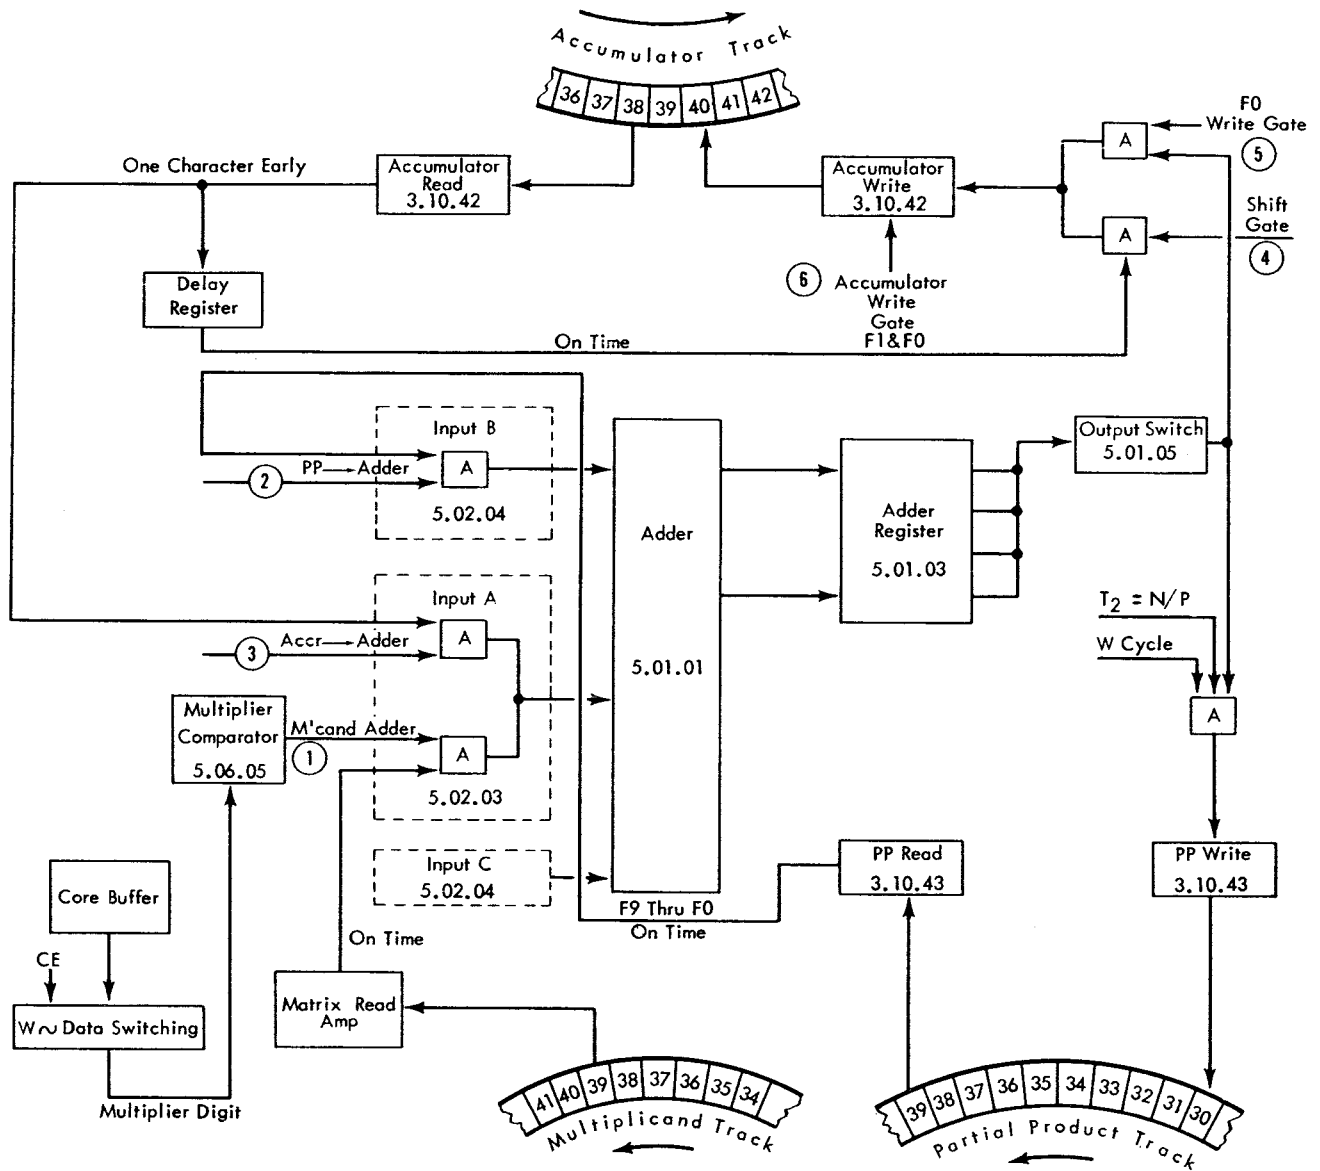 Accumulator Track
36 37 38 39 40 41 42
One Character Early
Accumulator
Read
3.10.42
Accumulator
Write
3.10.42
A
F0
Write Gate
5
A
Shift
Gate
4
6
Accumulator
Write
Gate
F1&F0
Delay
Register
On Time
Input B
PP → Adder
2
A
5.02.04
Adder
5.01.01
Adder
Register
5.01.03
Output Switch
5.01.05
Input A
Accr → Adder
3
A
Multiplier
Comparator
5.06.05
M'cand Adder
1
A
5.02.03
Input C
5.02.04
T2 = N/P
W Cycle
A
PP Read
3.10.43
PP Write
3.10.43
F9 Thru F0
On Time
Core Buffer
CE
W~Data Switching
Multiplier Digit
On Time
Matrix Read
Amp
41 40 39 38 37 36 35 34
Multiplicand Track
39 38 37 36 35 34 33 32 31 30
Partial Product Track